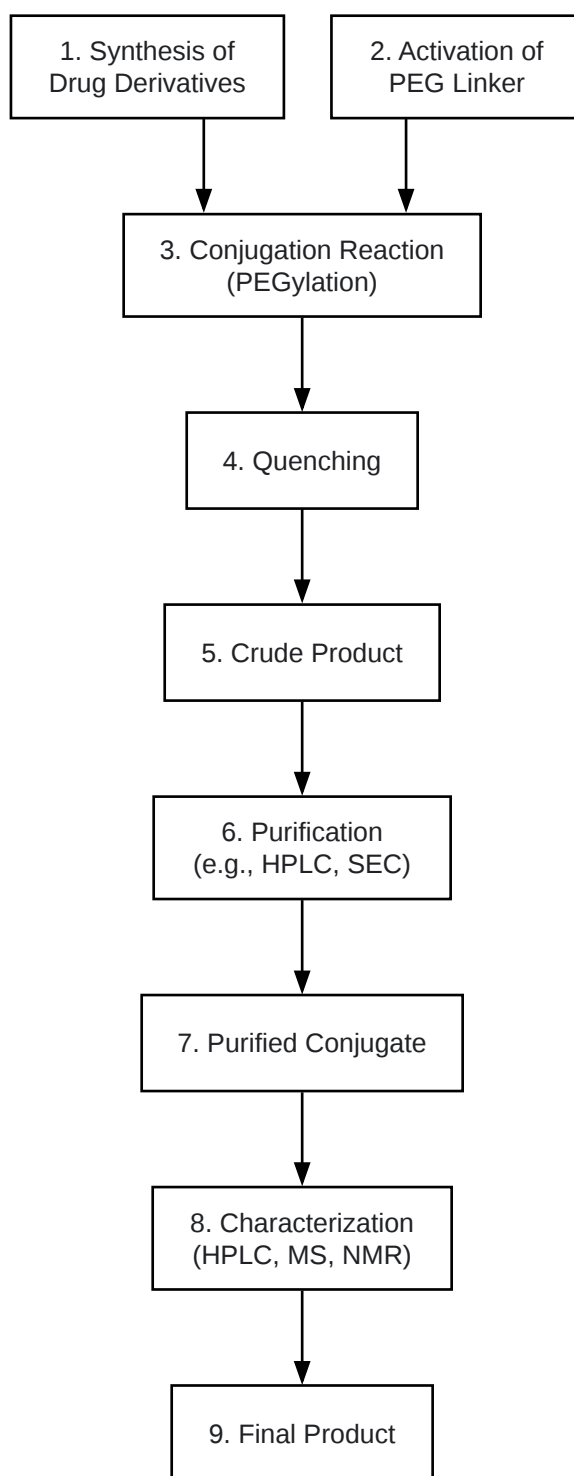 1. Synthesis of
Drug Derivatives
2. Activation of
PEG Linker
3. Conjugation Reaction
(PEGylation)
4. Quenching
5. Crude Product
6. Purification
(e.g., HPLC, SEC)
7. Purified Conjugate
8. Characterization
(HPLC, MS, NMR)
9. Final Product